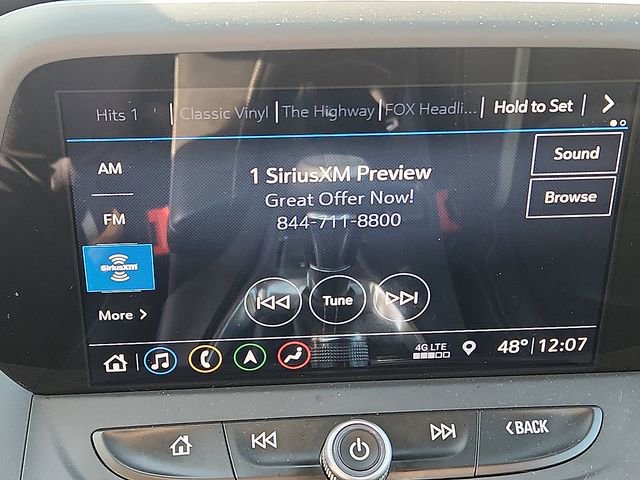 Hits 1 Classic Vinyl The Highway FOX Headli... Hold to Set
AM
FM
SiriusXM
More
1 SiriusXM Preview
Great Offer Now!
844-711-8800
Tune
Sound
Browse
4G LTE
48° 12:07
BACK